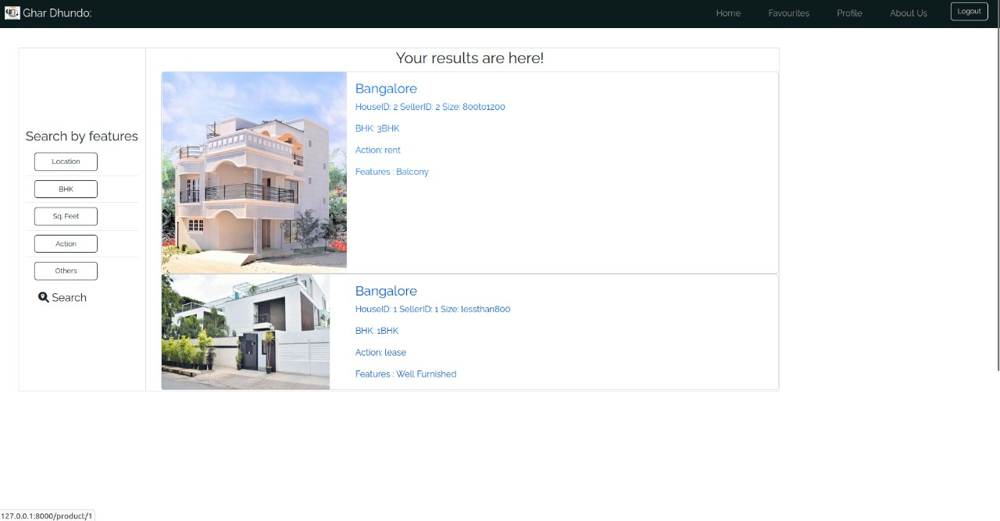 Ghar Dhundo:
Home
Favourites
Profile
About Us
Logout
Search by features
Location
BHK
Sq. Feet
Action
Others
Search
Your results are here!
Bangalore
HouseID: 2 SellerID: 2 Size: 800to1200
BHK: 3BHK
Action: rent
Features : Balcony
Bangalore
HouseID: 1 SellerID: 1 Size: lessthan800
BHK: 1BHK
Action: lease
Features : Well Furnished
127.0.0.1:8000/product/1